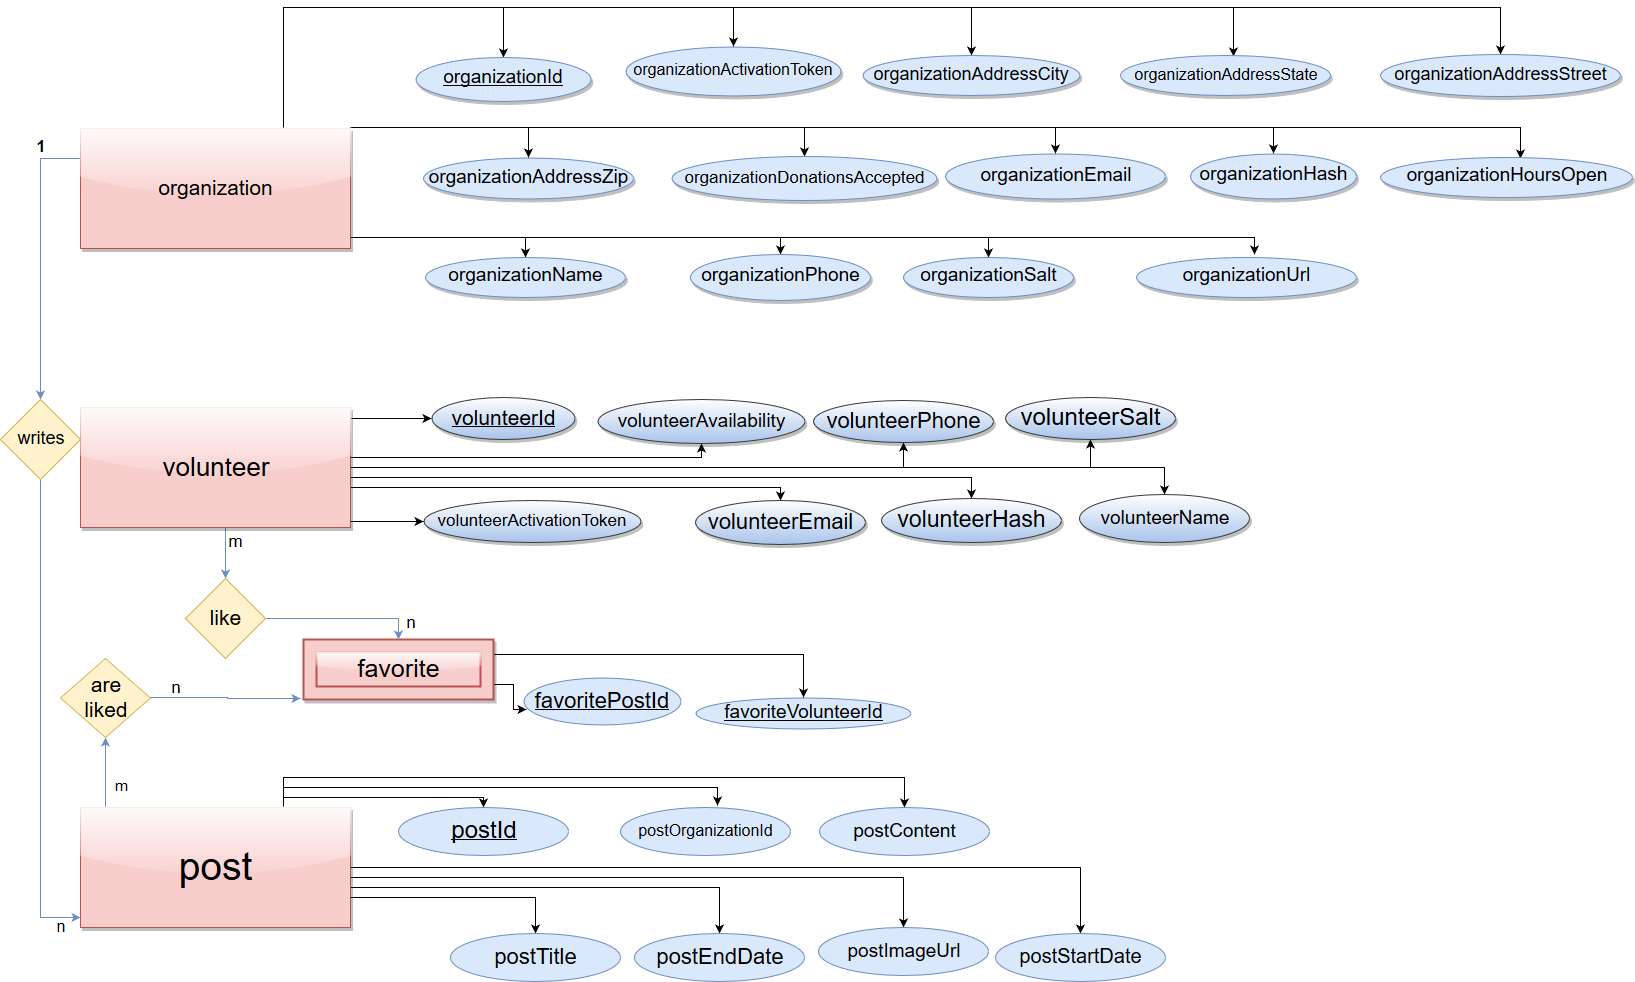 organizationId
organizationActivationToken
organizationAddressCity
organizationAddressState
organizationAddressStreet
1
organization
organizationAddressZip
organizationDonationsAccepted
organizationEmail
organizationHash
organizationHoursOpen
organizationName
organizationPhone
organizationSalt
organizationUrl
writes
volunteer
volunteerId
volunteerAvailability
volunteerPhone
volunteerSalt
volunteerActivationToken
volunteerEmail
volunteerHash
volunteerName
m
like
n
favorite
are
liked
n
favoritePostId
favoriteVolunteerId
m
postId
postOrganizationId
postContent
post
n
postTitle
postEndDate
postImageUrl
postStartDate